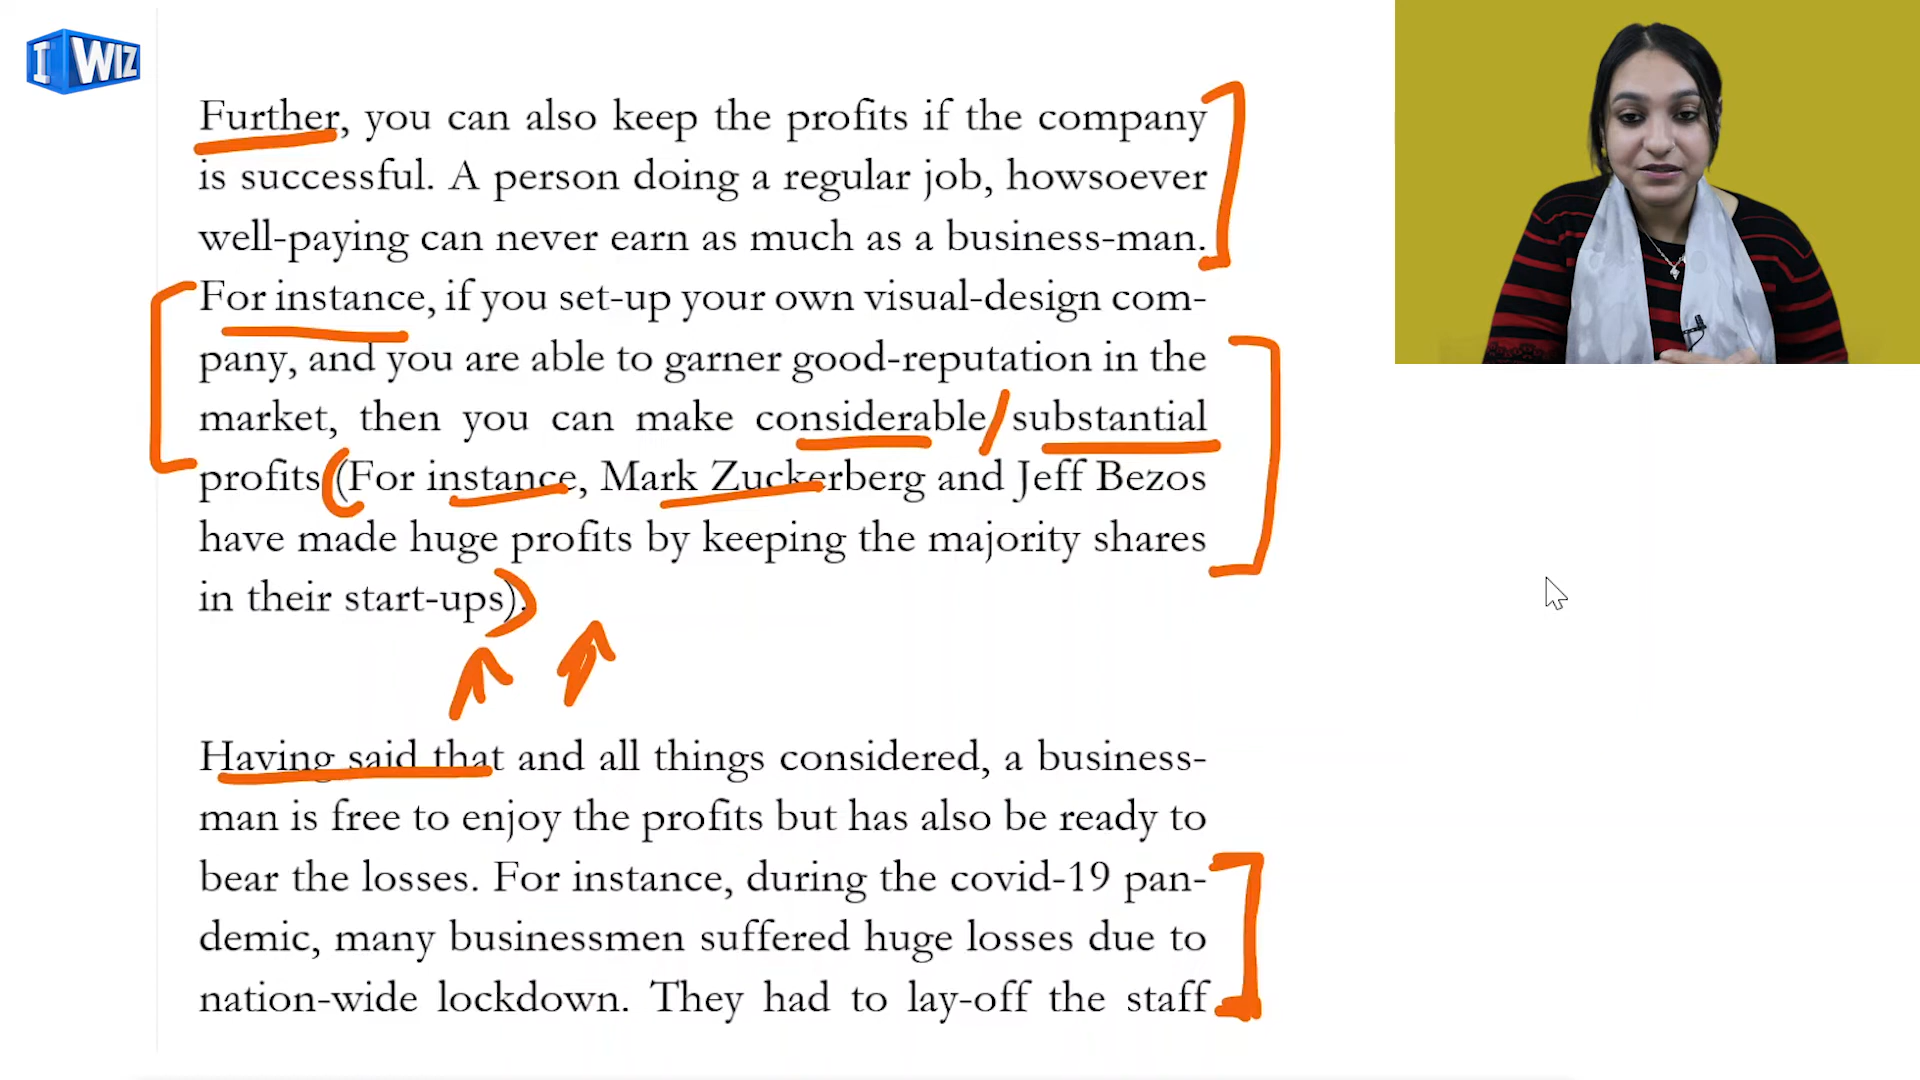 I WIZ
Further, you can also keep the profits if the company
is successful. A person doing a regular job, howsoever
well-paying can never earn as much as a business-man.
For instance, if you set-up your own visual-design com-
pany, and you are able to garner good-reputation in the
market, then you can make considerable/substantial
profits (For instance, Mark Zuckerberg and Jeff Bezos
have made huge profits by keeping the majority shares
in their start-ups).
Having said that and all things considered, a business-
man is free to enjoy the profits but has also be ready to
bear the losses. For instance, during the covid-19 pan-
demic, many businessmen suffered huge losses due to
nation-wide lockdown. They had to lay-off the staff